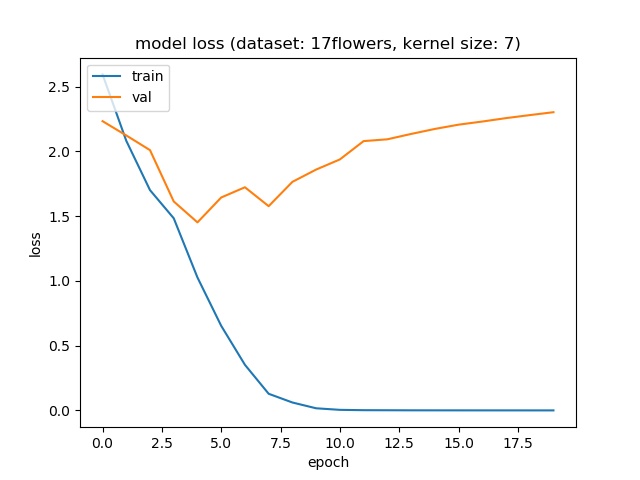 model loss (dataset: 17flowers, kernel size: 7)
train
val
2.5
2.0
1.5
1.0
0.5
0.0
loss
0.0 2.5 5.0 7.5 10.0 12.5 15.0 17.5
epoch